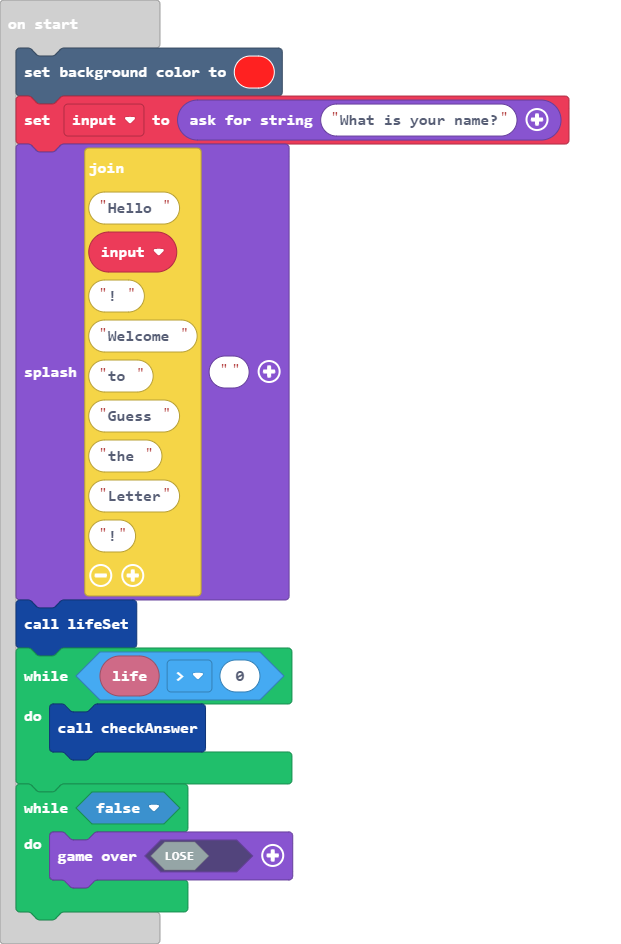 on start
set background color to
set input to ask for string "What is your name?"
join
"Hello "
input
"! "
"Welcome "
splash "to " ""
"Guess "
"the "
"Letter"
"!"
call lifeSet
while life > 0
do call checkAnswer
while false
do game over LOSE